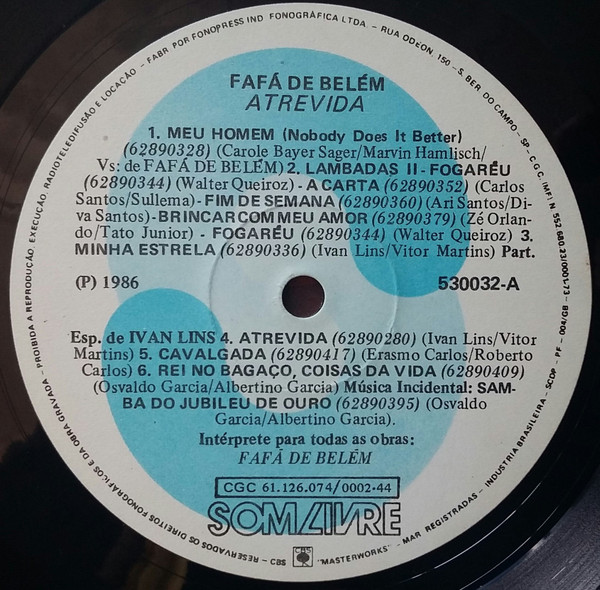 FABR POR FONOPRESS IND FONOGRÁFICA LTDA. - RUA ODEON 150 - S. BER DO CAMPO - SP - C.G.C. (MF) N 552 680.231/0001-73
FAFÁ DE BELÉM
ATREVIDA
1. MEU HOMEM (Nobody Does It Better)
(62890328) (Carole Bayer Sager/Marvin Hamlisch/
Vs: de FAFÁ DE BELÉM) 2. LAMBADAS II - FOGARÉU
(62890344) (Walter Queiroz) - A CARTA (62890352) (Carlos
Santos/Sullema) - FIM DE SEMANA (62890360) (Ari Santos/Di-
va Santos)-BRINCAR COM MEU AMOR (62890379) (Zé Orlan-
do/Tato Junior) - FOGARÉU (62890344) (Walter Queiroz) 3.
MINHA ESTRELA (62890336) (Ivan Lins/Vitor Martins) Part.
(P) 1986
530032-A
Esp. de IVAN LINS 4. ATREVIDA (62890280) (Ivan Lins/Vitor
Martins) 5. CAVALGADA (62890417) (Erasmo Carlos/Roberto
Carlos) 6. REI NO BAGAÇO, COISAS DA VIDA (62890409)
(Osvaldo Garcia/Albertino Garcia) Música Incidental: SAM-
BA DO JUBILEU DE OURO (62890395) (Osvaldo
Garcia/Albertino Garcia).
Intérprete para todas as obras:
FAFÁ DE BELÉM
CGC 61.126.074/0002-44
SOM LIVRE
CBS
RESERVADOS OS DIREITOS FONOGRÁFICOS E DA OBRA GRAVADA - PROIBIDA A REPRODUÇÃO, EXECUÇÃO, RADIOTELEDIFUSÃO E LOCAÇÃO -
- CBS "MASTERWORKS" - MAR REGISTRADAS - INDUSTRIA BRASILEIRA - SCDP - PF - 004/GB -